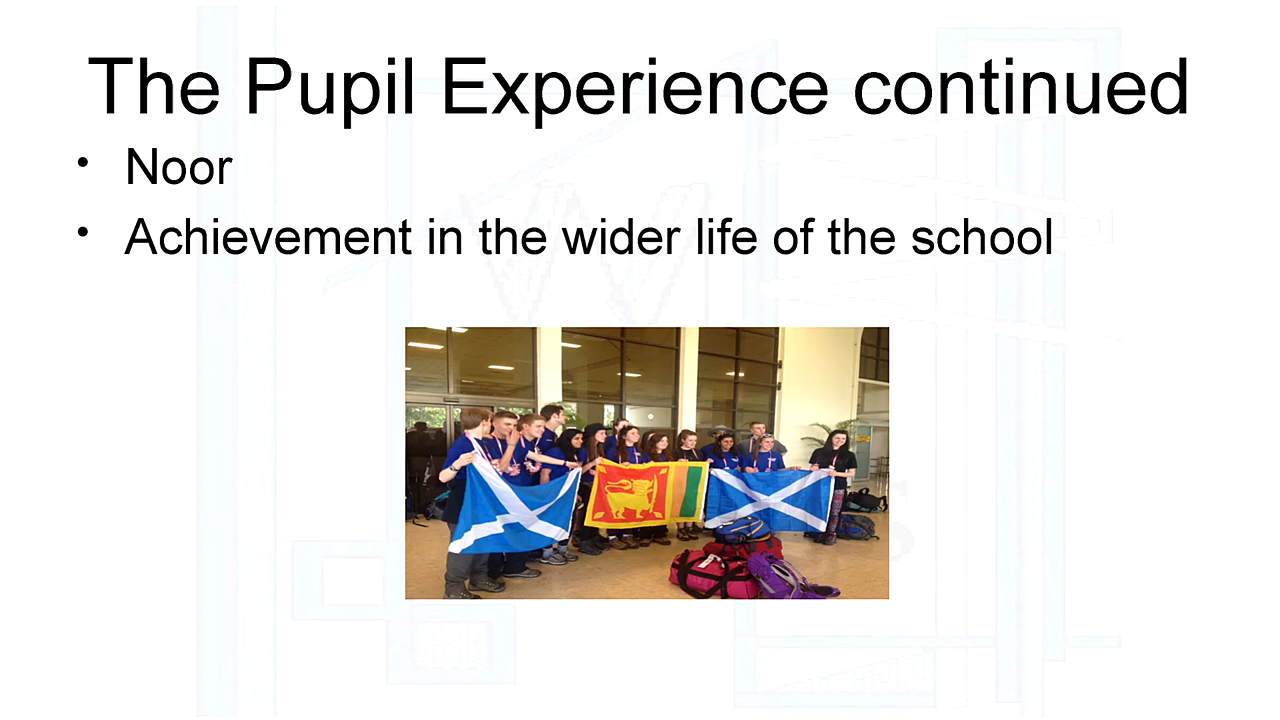 The Pupil Experience continued
• Noor
• Achievement in the wider life of the school